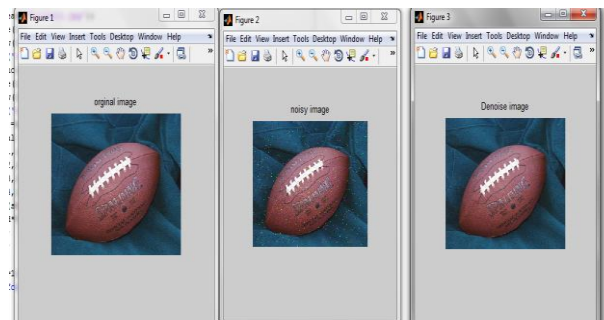 Figure 1
File Edit View Insert Tools Desktop Window Help
orginal image
Figure 2
File Edit View Insert Tools Desktop Window Help
noisy image
Figure 3
File Edit View Insert Tools Desktop Window Help
Denoise image